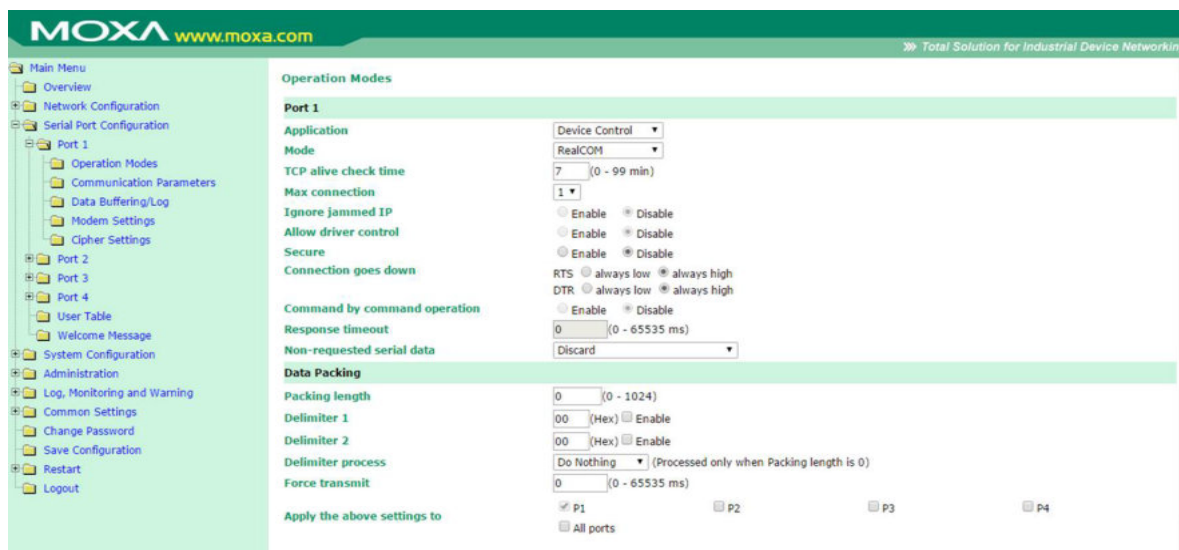 MOXA www.moxa.com
Total Solution for Industrial Device Networkin
Main Menu
Overview
Network Configuration
Serial Port Configuration
Port 1
Operation Modes
Communication Parameters
Data Buffering/Log
Modem Settings
Cipher Settings
Port 2
Port 3
Port 4
User Table
Welcome Message
System Configuration
Administration
Log, Monitoring and Warning
Common Settings
Change Password
Save Configuration
Restart
Logout
Operation Modes
Port 1
Application Device Control
Mode RealCOM
TCP alive check time 7 (0 - 99 min)
Max connection 1
Ignore jammed IP Enable Disable
Allow driver control Enable Disable
Secure Enable Disable
Connection goes down RTS always low always high
DTR always low always high
Command by command operation Enable Disable
Response timeout 0 (0 - 65535 ms)
Non-requested serial data Discard
Data Packing
Packing length 0 (0 - 1024)
Delimiter 1 00 (Hex) Enable
Delimiter 2 00 (Hex) Enable
Delimiter process Do Nothing (Processed only when Packing length is 0)
Force transmit 0 (0 - 65535 ms)
Apply the above settings to P1 P2 P3 P4
All ports